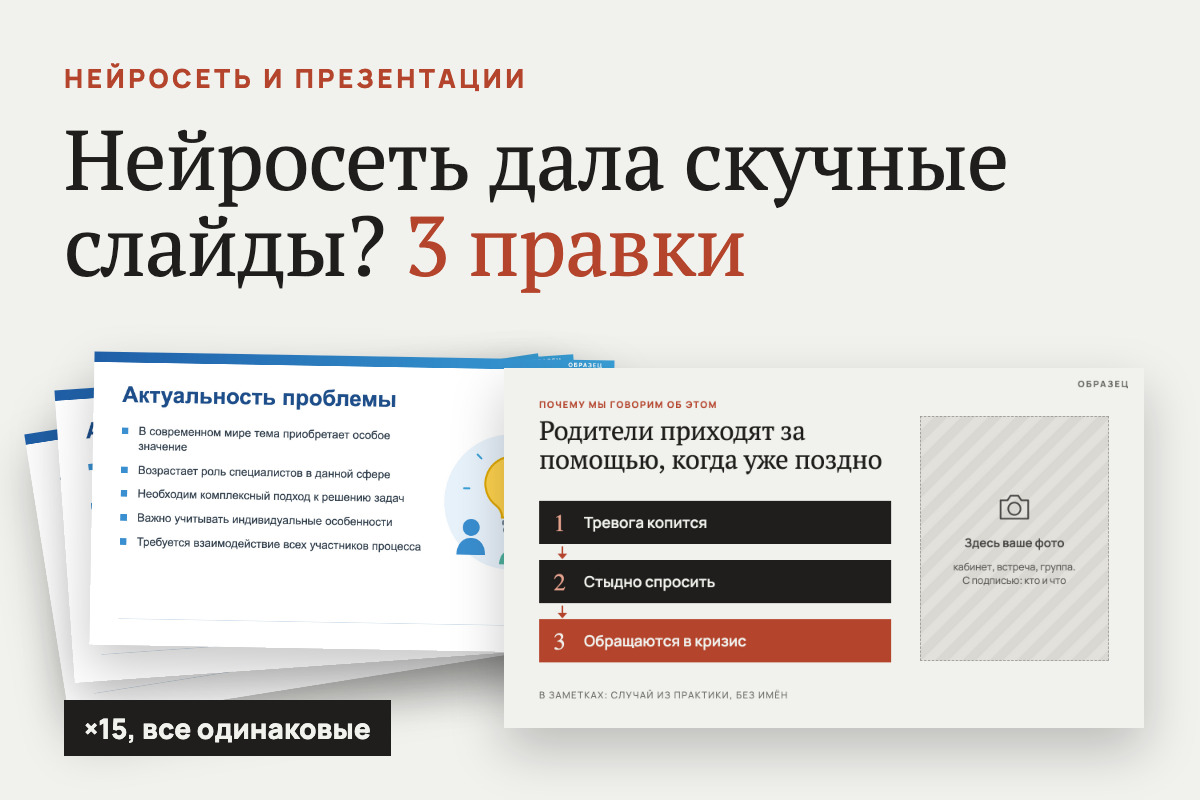 НЕЙРОСЕТЬ И ПРЕЗЕНТАЦИИ
Нейросеть дала скучные
слайды? 3 правки
ОБРАЗЕЦ
Актуальность проблемы
В современном мире тема приобретает особое
значение
Возрастает роль специалистов в данной сфере
Необходим комплексный подход к решению задач
Важно учитывать индивидуальные особенности
Требуется взаимодействие всех участников процесса
×15, все одинаковые
ОБРАЗЕЦ
ПОЧЕМУ МЫ ГОВОРИМ ОБ ЭТОМ
Родители приходят за
помощью, когда уже поздно
1 Тревога копится
2 Стыдно спросить
3 Обращаются в кризис
Здесь ваше фото
кабинет, встреча, группа.
С подписью: кто и что
В ЗАМЕТКАХ: СЛУЧАЙ ИЗ ПРАКТИКИ, БЕЗ ИМЁН